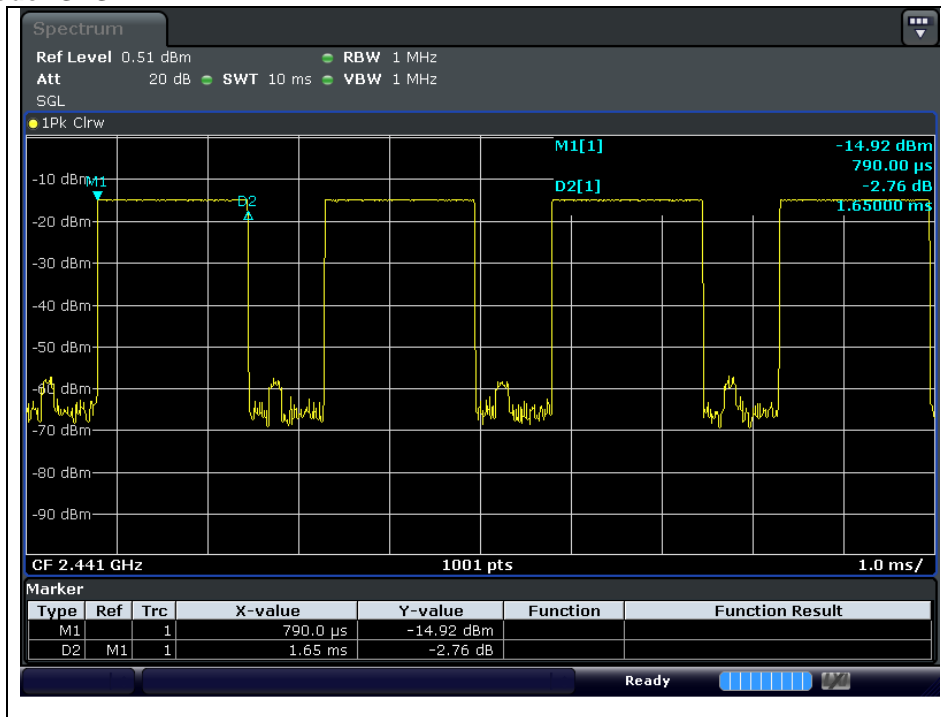 Spectrum
Ref Level 0.51 dBm RBW 1 MHz
Att 20 dB SWT 10 ms VBW 1 MHz
SGL
1Pk Clrw
M1[1] -14.92 dBm
790.00 µs
D2[1] -2.76 dB
1.65000 ms
M1
D2
-10 dBm
-20 dBm
-30 dBm
-40 dBm
-50 dBm
-60 dBm
-70 dBm
-80 dBm
-90 dBm
CF 2.441 GHz 1001 pts 1.0 ms/
Marker
Type Ref Trc X-value Y-value Function Function Result
M1 1 790.0 µs -14.92 dBm
D2 M1 1 1.65 ms -2.76 dB
Ready